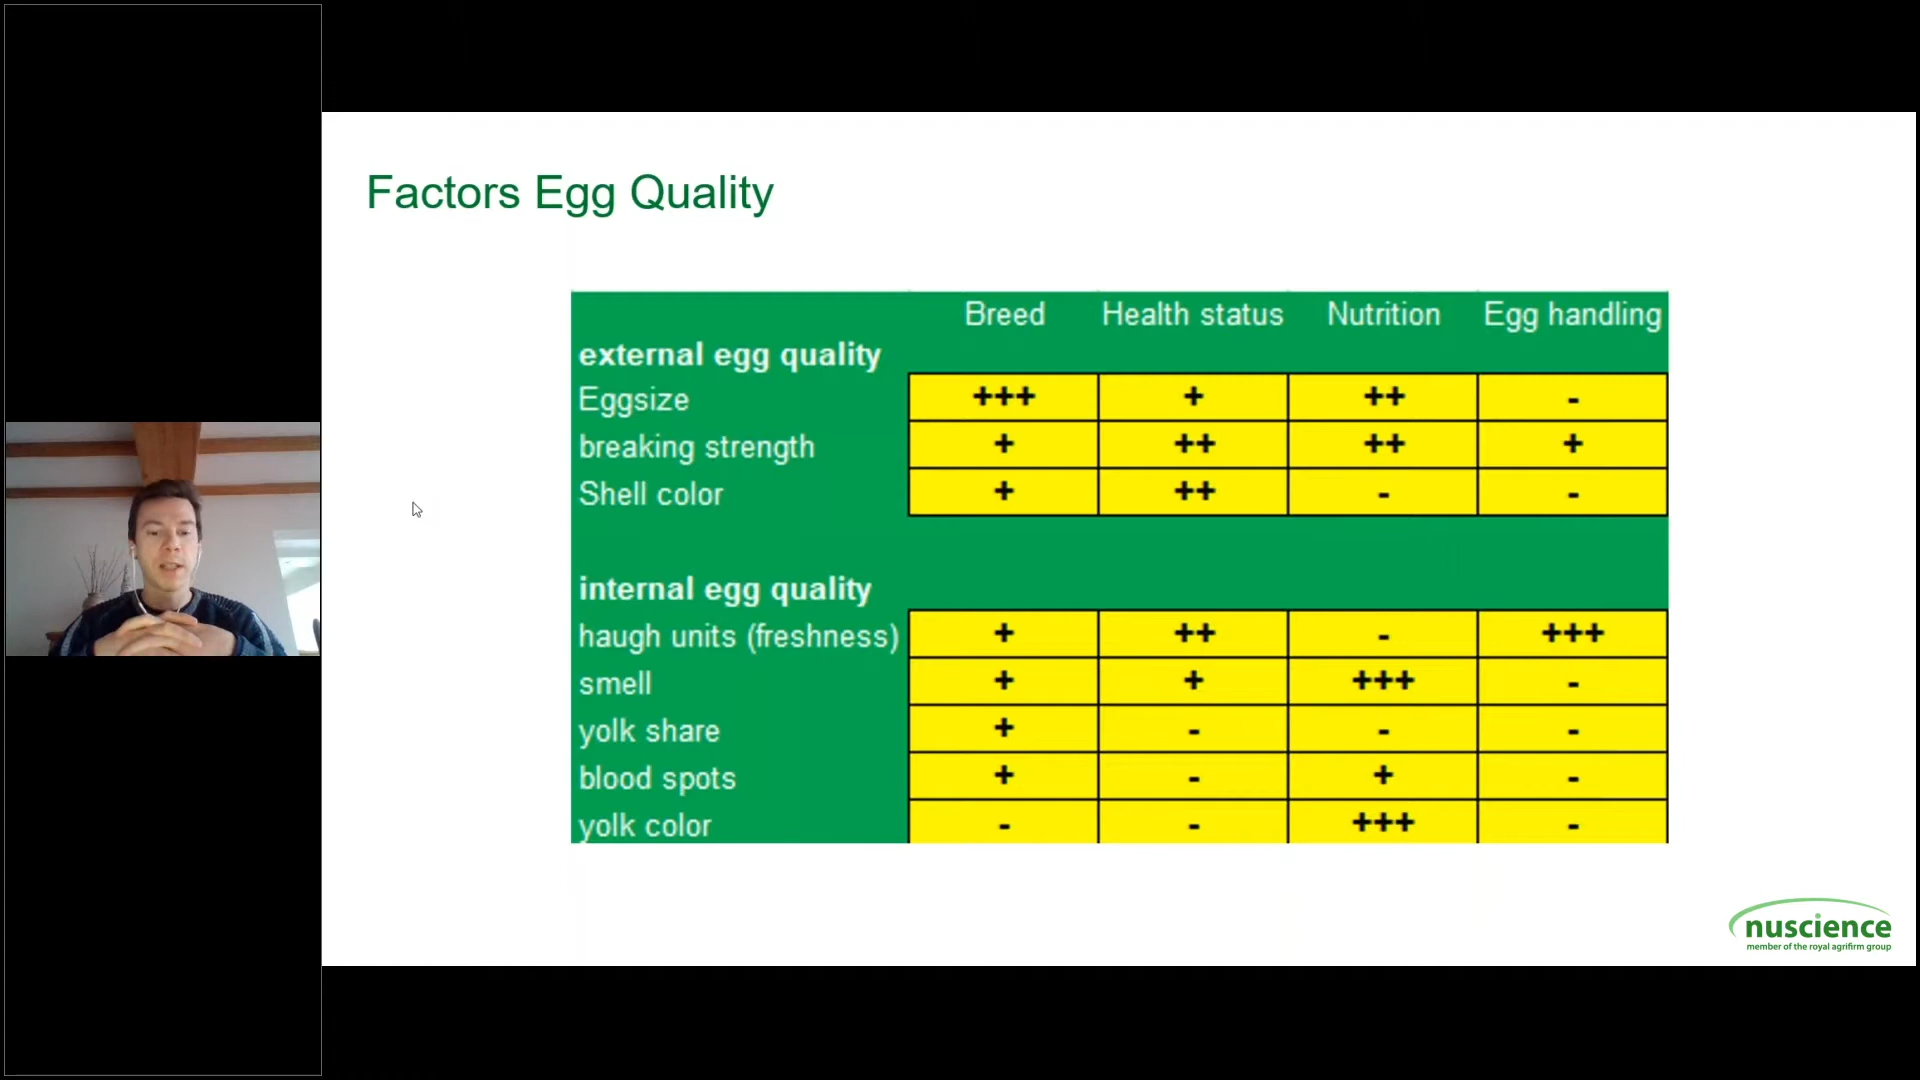 Factors Egg Quality
Breed Health status Nutrition Egg handling
external egg quality
Eggsize +++ + ++ -
breaking strength + ++ ++ +
Shell color + ++ - -
internal egg quality
haugh units (freshness) + ++ - +++
smell + + +++ -
yolk share + - - -
blood spots + - + -
yolk color - - +++ -
nuscience
member of the royal agrifirm group